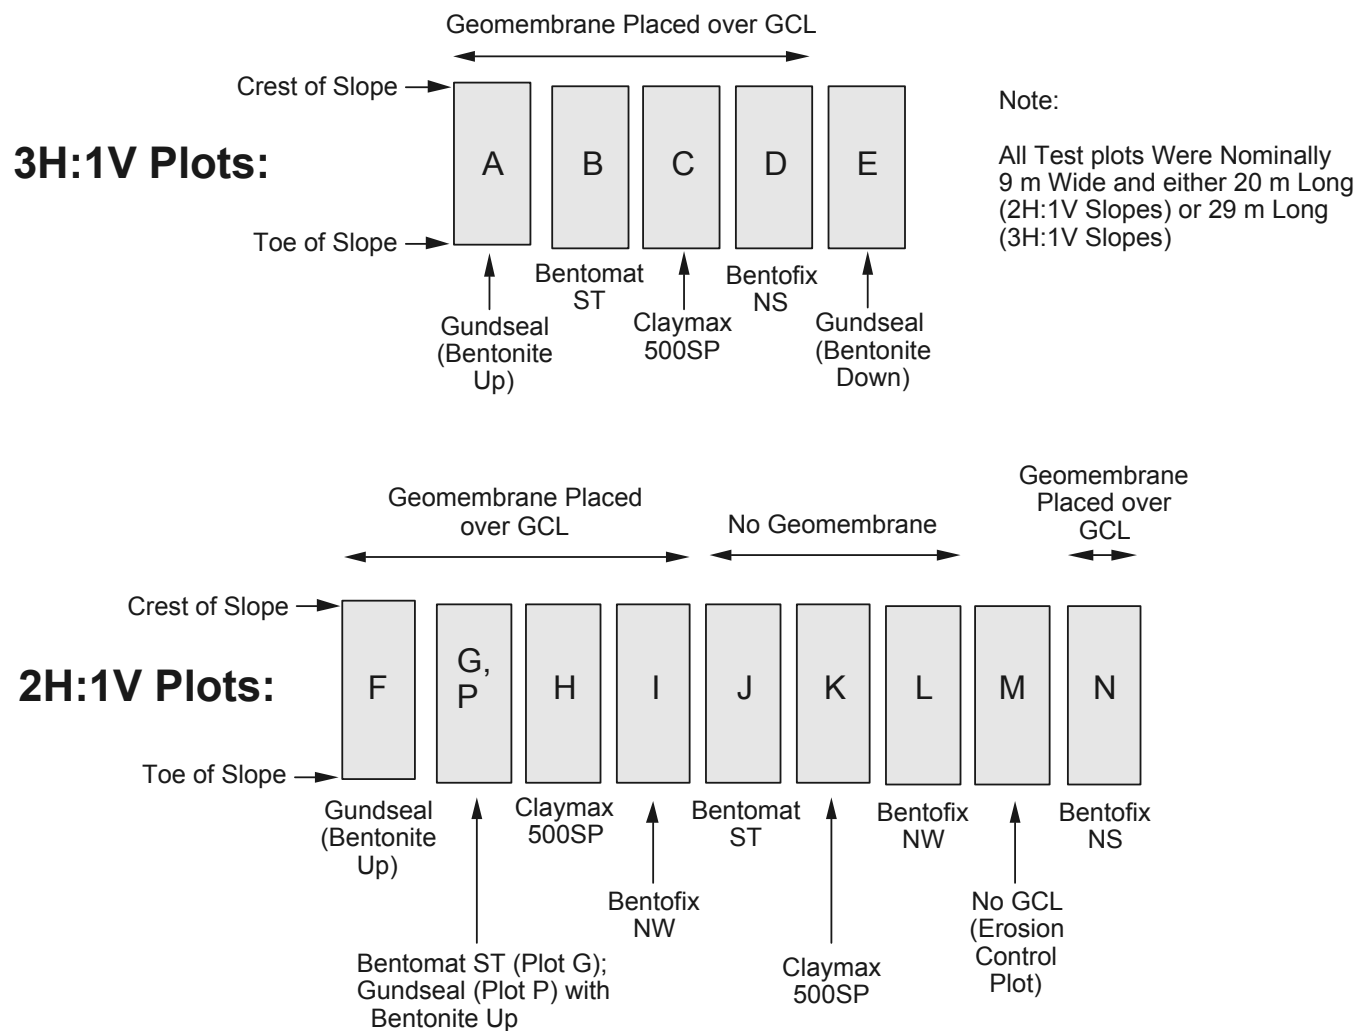 Geomembrane Placed over GCL
Crest of Slope
3H:1V Plots:
Toe of Slope
A
B
C
D
E
Gundseal
(Bentonite
Up)
Bentomat
ST
Claymax
500SP
Bentofix
NS
Gundseal
(Bentonite
Down)
Note:
All Test plots Were Nominally
9 m Wide and either 20 m Long
(2H:1V Slopes) or 29 m Long
(3H:1V Slopes)
Geomembrane Placed
over GCL
No Geomembrane
Geomembrane
Placed over
GCL
Crest of Slope
2H:1V Plots:
Toe of Slope
F
G,
P
H
I
J
K
L
M
N
Gundseal
(Bentonite
Up)
Bentomat ST (Plot G);
Gundseal (Plot P) with
Bentonite Up
Claymax
500SP
Bentofix
NW
Bentomat
ST
Claymax
500SP
Bentofix
NW
No GCL
(Erosion
Control
Plot)
Bentofix
NS